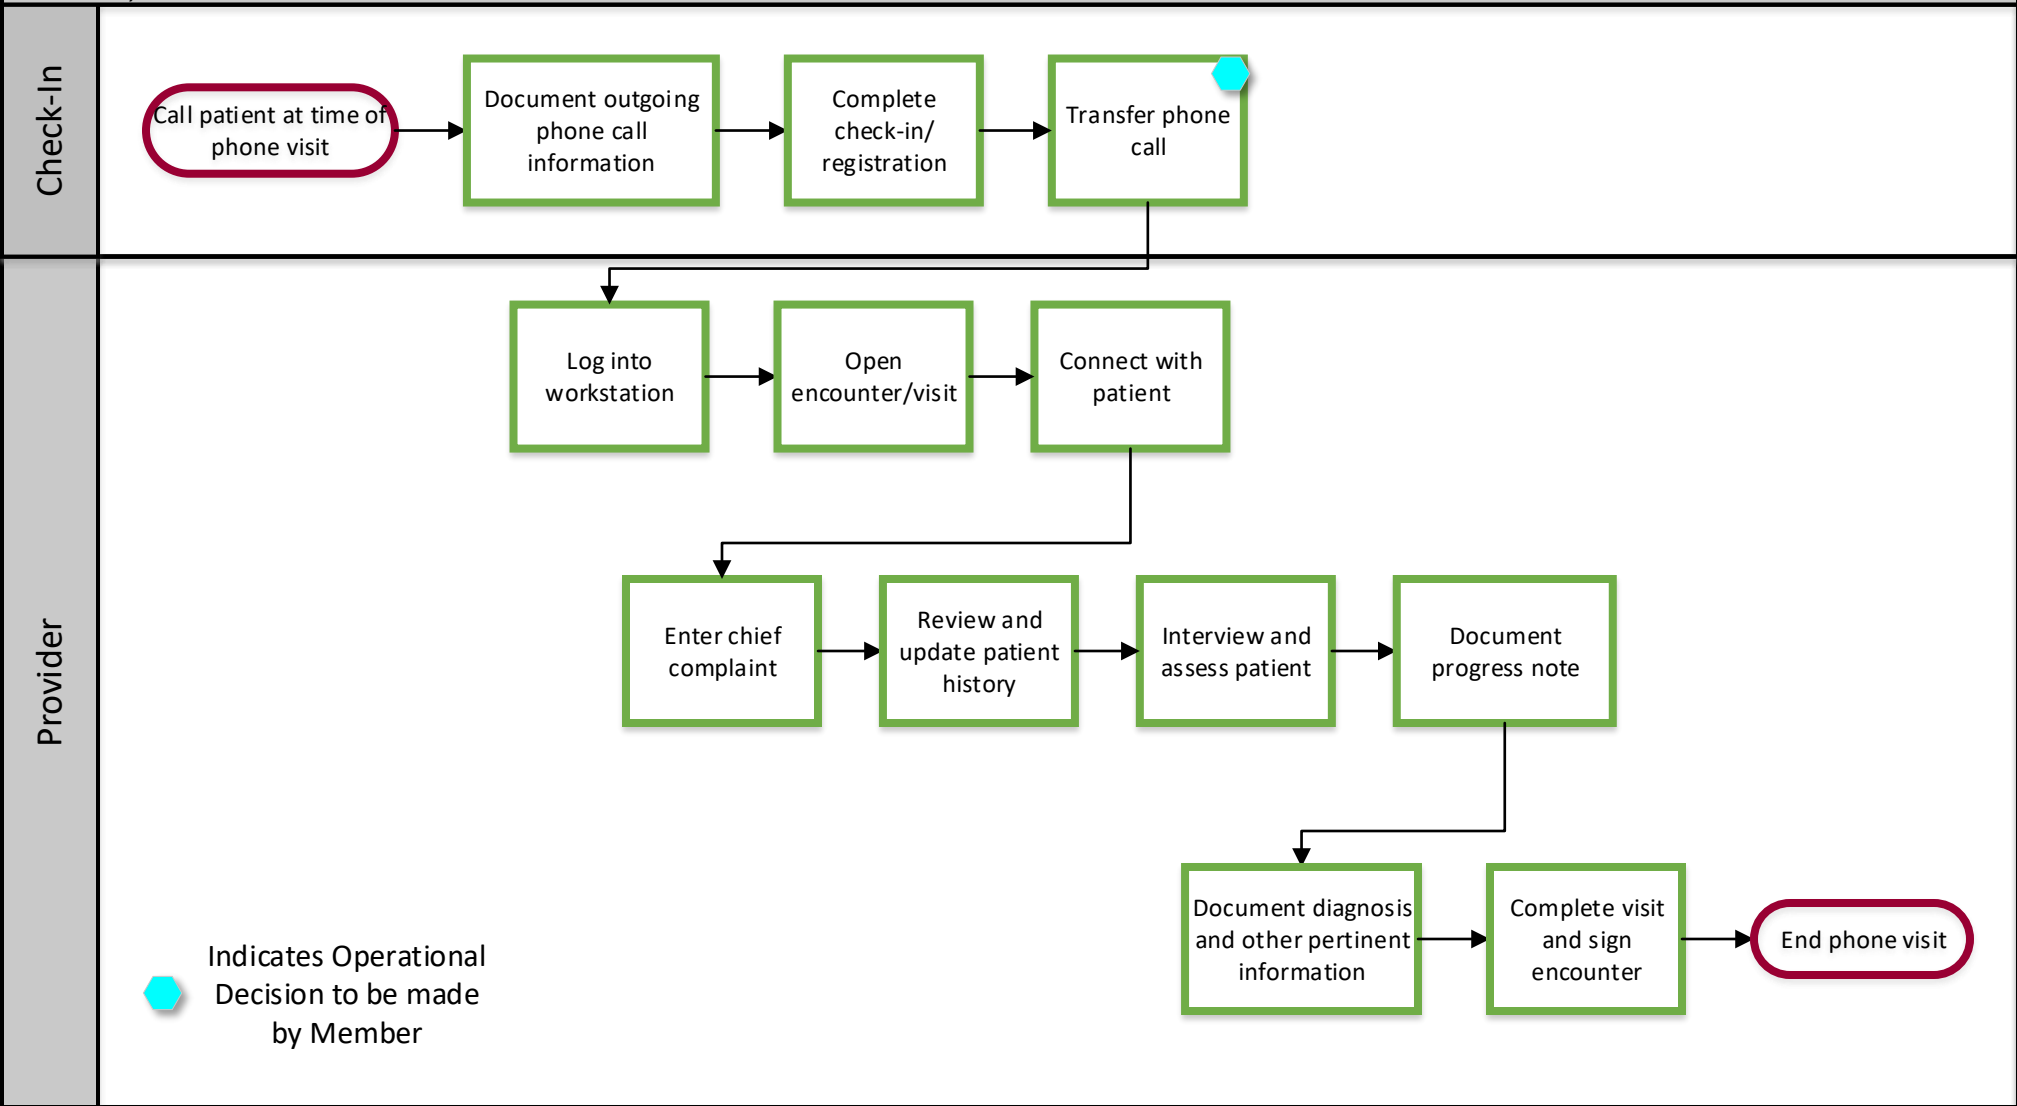 Check-In
Call patient at time of
phone visit
Document outgoing
phone call
information
Complete
check-in/
registration
Transfer phone
call
Provider
Log into
workstation
Open
encounter/visit
Connect with
patient
Enter chief
complaint
Review and
update patient
history
Interview and
assess patient
Document
progress note
Document diagnosis
and other pertinent
information
Complete visit
and sign
encounter
End phone visit
Indicates Operational
Decision to be made
by Member